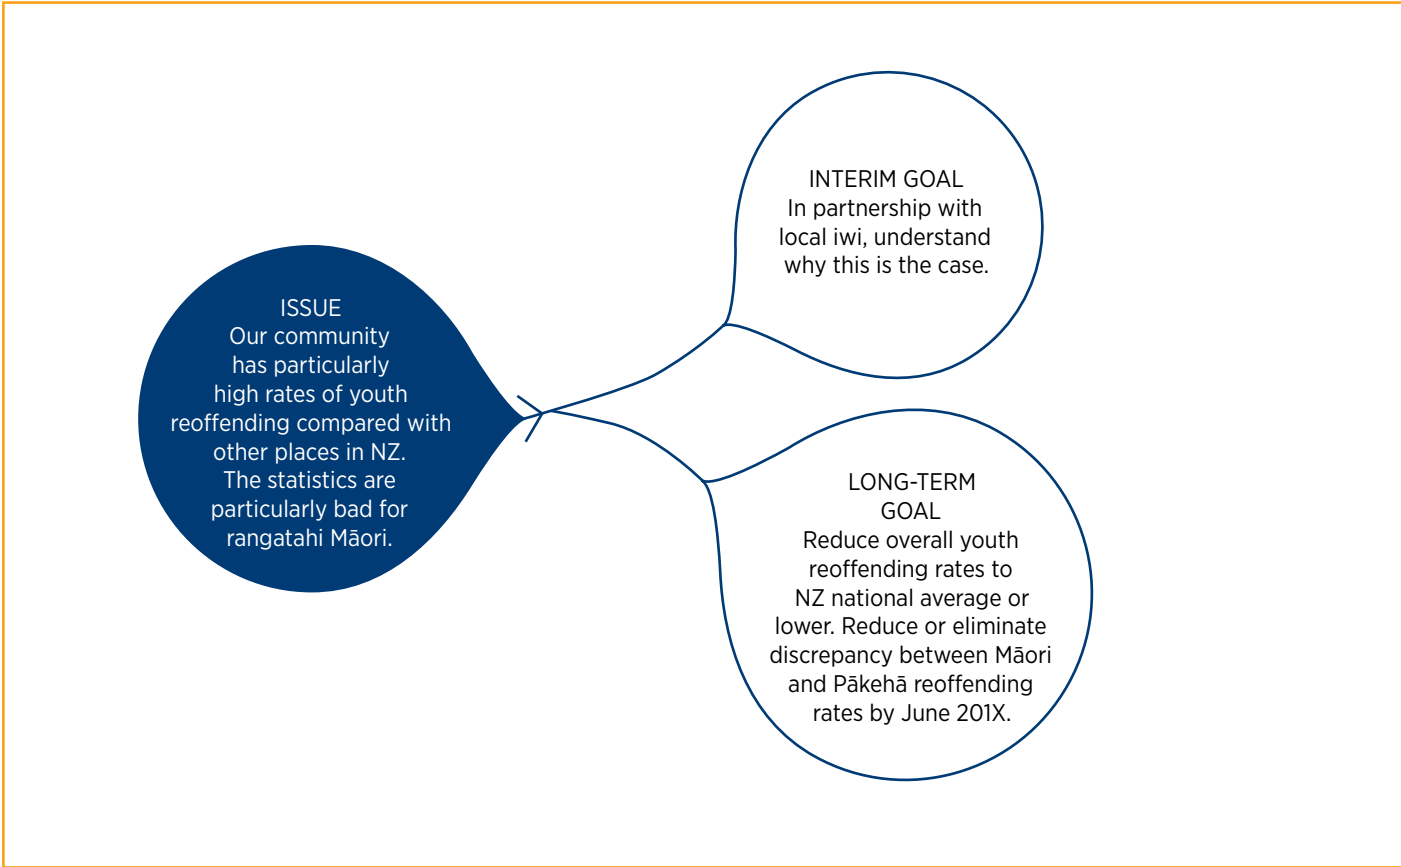 ISSUE
Our community
has particularly
high rates of youth
reoffending compared with
other places in NZ.
The statistics are
particularly bad for
rangatahi Māori.
INTERIM GOAL
In partnership with
local iwi, understand
why this is the case.
LONG-TERM
GOAL
Reduce overall youth
reoffending rates to
NZ national average or
lower. Reduce or eliminate
discrepancy between Māori
and Pākehā reoffending
rates by June 201X.